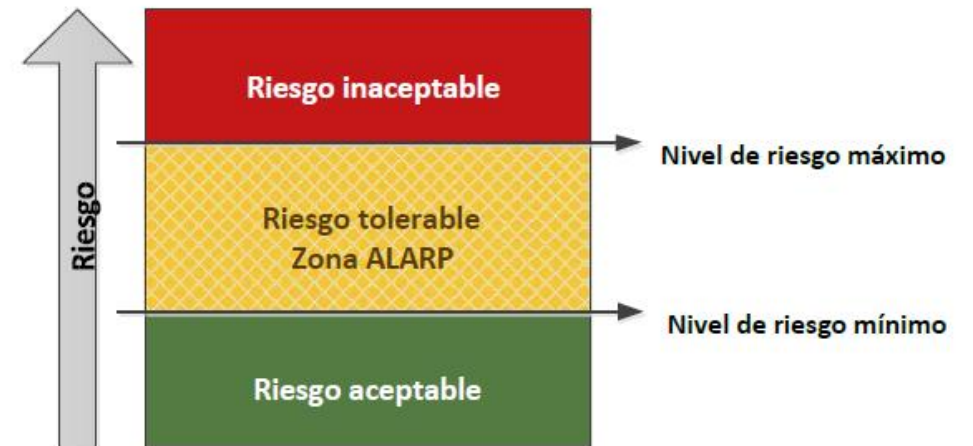 Riesgo inaceptable
Nivel de riesgo máximo
Riesgo
Riesgo tolerable
Zona ALARP
Nivel de riesgo mínimo
Riesgo aceptable